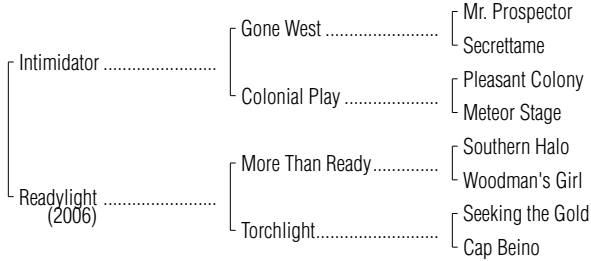 Mr. Prospector
Gone West ........................
Secrettame
Intimidator ........................
Pleasant Colony
Colonial Play ....................
Meteor Stage
Southern Halo
More Than Ready..............
Woodman's Girl
Readylight ........................
(2006)
Seeking the Gold
Torchlight..........................
Cap Beino